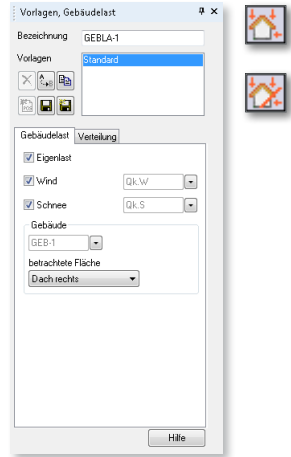 Vorlagen, Gebäudelast
Bezeichnung
GEBLA-1
Vorlagen
Standard
Gebäudelast
Verteilung
Eigenlast
Wind
Qk.W
Schnee
Qk.S
Gebäude
GEB-1
betrachtete Fläche
Dach rechts
Hilfe